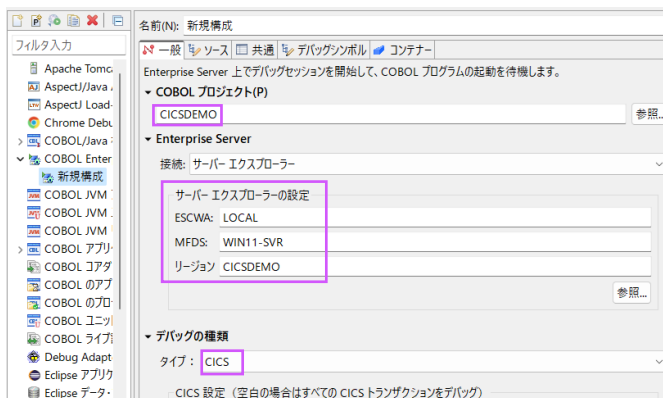 名前(N): 新規構成
フィルタ入力
一般 ソース 共通 デバッグシンボル コンテナー
Enterprise Server 上でデバッグセッションを開始して、COBOL プログラムの起動を待機します。
COBOL プロジェクト(P)
CICSDEMO 参照...
Enterprise Server
接続: サーバー エクスプローラー
サーバー エクスプローラーの設定
ESCWA: LOCAL
MFDS: WIN11-SVR
リージョン CICSDEMO
参照...
デバッグの種類
タイプ： CICS
CICS 設定（空白の場合はすべての CICS トランザクションをデバッグ)
Apache Tomc
AspectJ/Java
AspectJ Load-
Chrome Debu
COBOL/Java
COBOL Enter
新規構成
COBOL JVM
COBOL JVM
COBOL JVM
COBOL アプリ
COBOL コアダ
COBOL のアプ
COBOL のプロ
COBOL ユニッ
COBOL ライブ
Debug Adapt
Eclipse アプリケ
Eclipse データ・